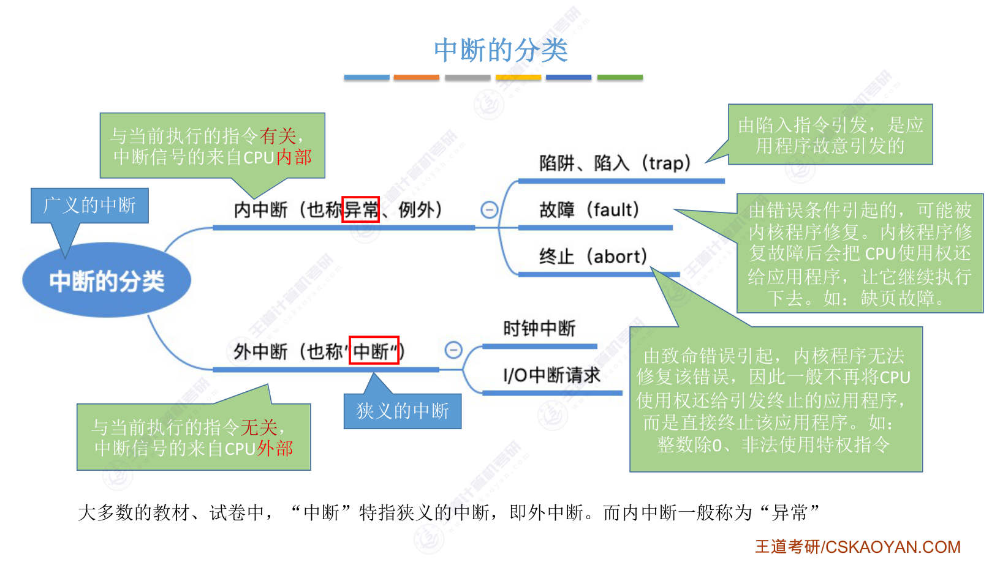 中断的分类
与当前执行的指令有关，
中断信号的来自CPU内部
广义的中断
中断的分类
内中断（也称异常、例外）
陷阱、陷入（trap）
由陷入指令引发，是应
用程序故意引发的
故障（fault）
由错误条件引起的，可能被
内核程序修复。内核程序修
复故障后会把 CPU使用权还
给应用程序，让它继续执行
下去。如：缺页故障。
终止（abort）
由致命错误引起，内核程序无法
修复该错误，因此一般不再将CPU
使用权还给引发终止的应用程序，
而是直接终止该应用程序。如：
整数除0、非法使用特权指令
外中断（也称“中断“）
时钟中断
I/O中断请求
狭义的中断
与当前执行的指令无关，
中断信号的来自CPU外部
大多数的教材、试卷中，“中断”特指狭义的中断，即外中断。而内中断一般称为“异常”
王道考研/CSKAOYAN.COM
王道计算机考研
www.cskaoyan.com